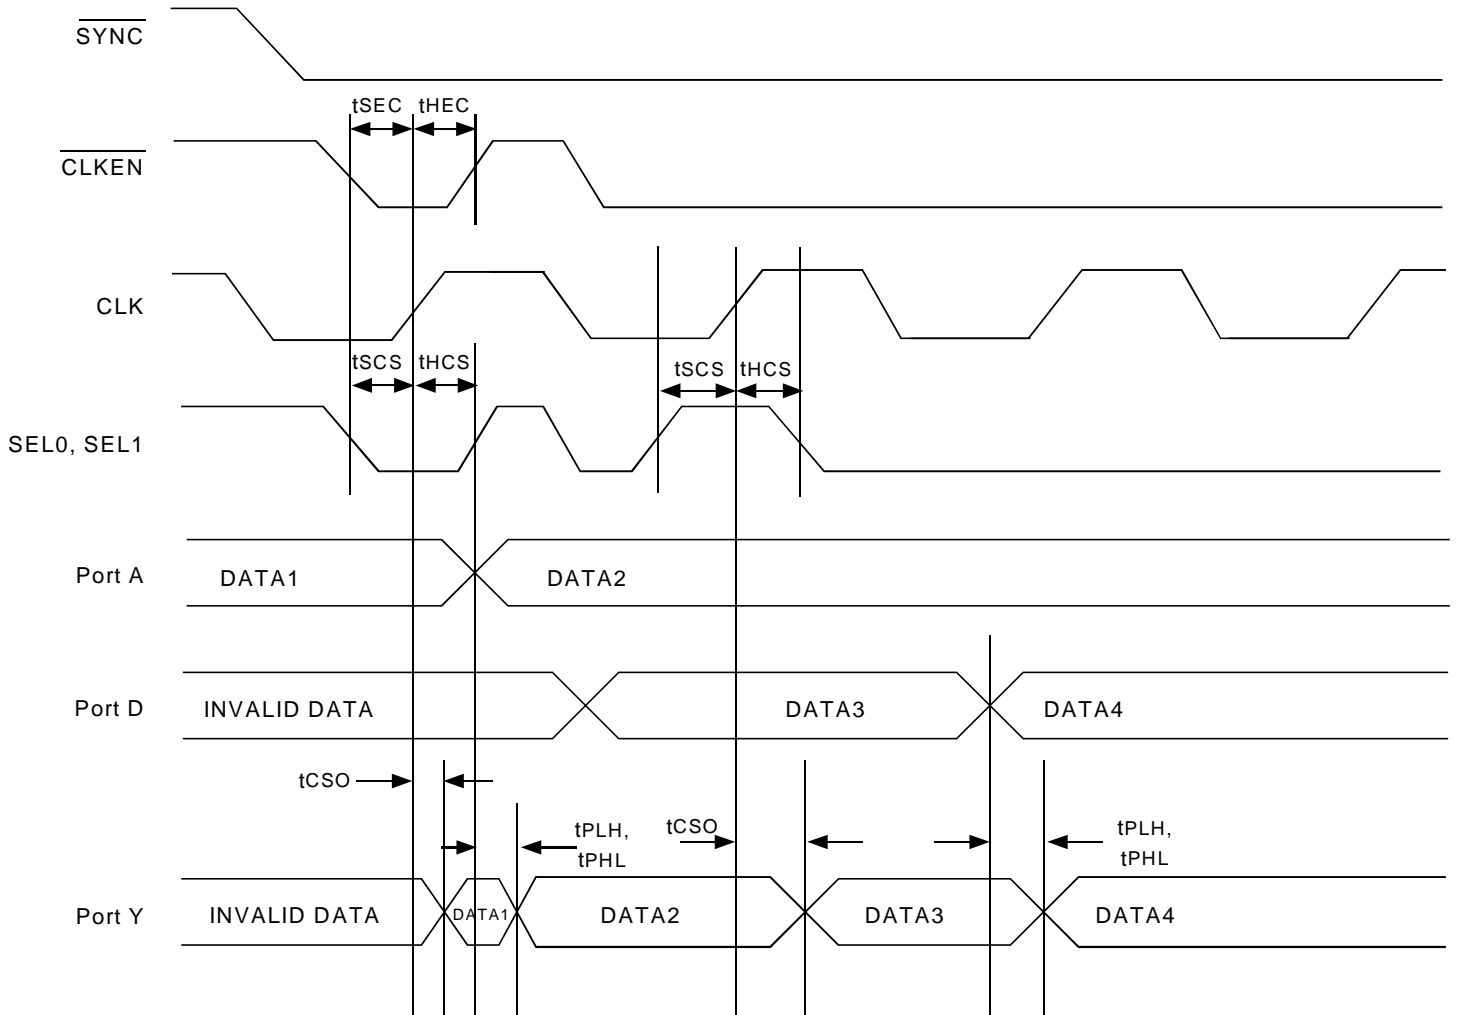 SYNC
tSEC tHEC
CLKEN
CLK
tSCS tHCS
tSCS tHCS
SEL0, SEL1
Port A
DATA1
DATA2
Port D
INVALID DATA
DATA3
DATA4
tCSO
tPLH,
tPHL
tCSO
tPLH,
tPHL
Port Y
INVALID DATA
DATA1
DATA2
DATA3
DATA4